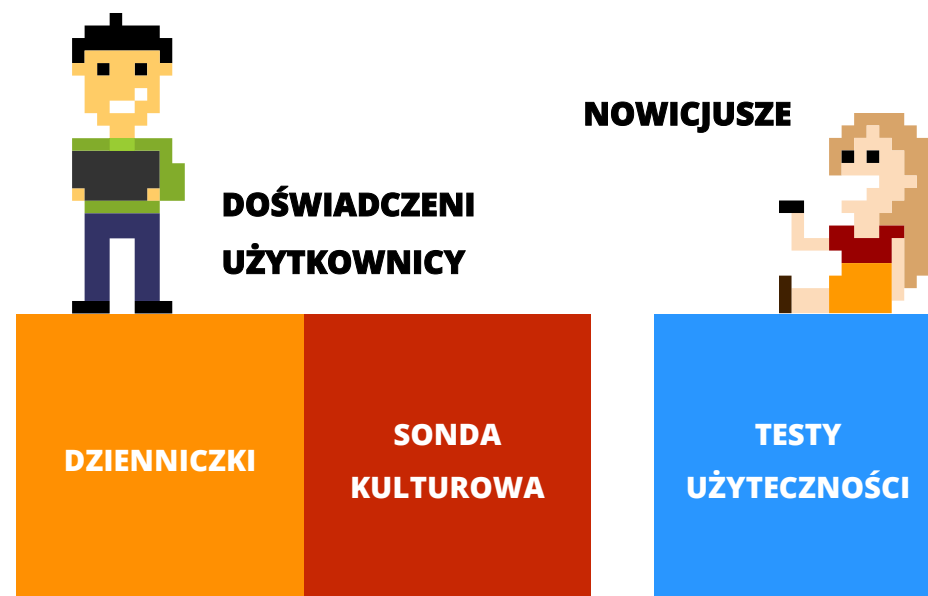 NOWICJUSZE
DOŚWIADCZENI
UŻYTKOWNICY
DZIENNICZKI
SONDA
KULTUROWA
TESTY
UŻYTECZNOŚCI